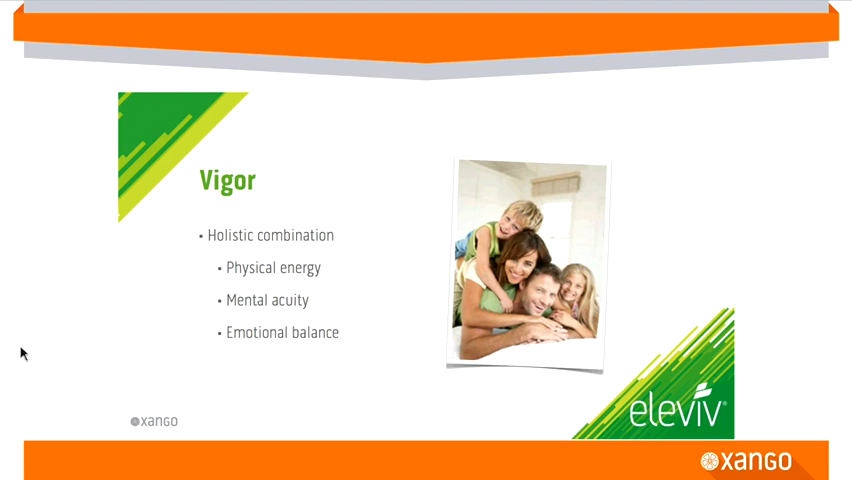 Vigor
▪ Holistic combination
▪ Physical energy
▪ Mental acuity
▪ Emotional balance
xango
eleviv®
xango